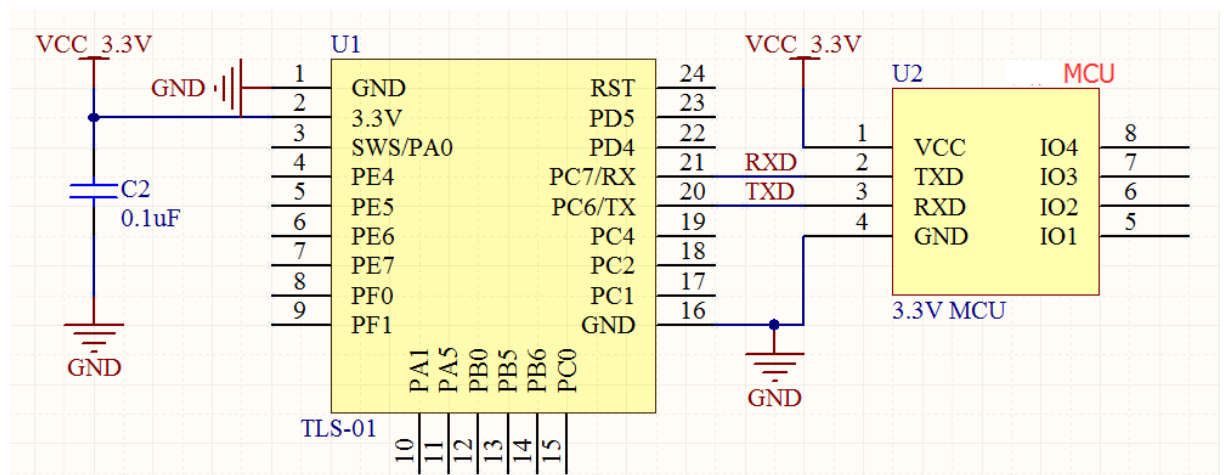 VCC 3.3V
GND
C2
0.1uF
GND
U1
1 GND
2 3.3V
3 SWS/PA0
4 PE4
5 PE5
6 PE6
7 PE7
8 PF0
9 PF1
RST 24
PD5 23
PD4 22
PC7/RX 21
PC6/TX 20
PC4 19
PC2 18
PC1 17
GND 16
PA1 PA5 PB0 PB5 PB6 PC0
10 11 12 13 14 15
TLS-01
VCC 3.3V
RXD
TXD
GND
U2 MCU
1 VCC IO4 8
2 TXD IO3 7
3 RXD IO2 6
4 GND IO1 5
3.3V MCU